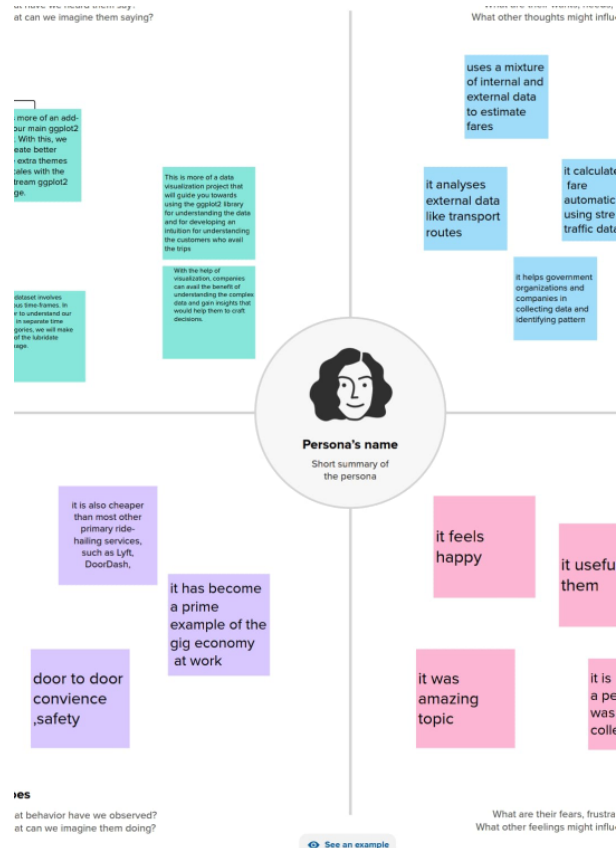 at can we imagine them saying?
What other thoughts might influ
more of an add-
our main ggplot2
. With this, we
eate better
extra themes
cales with the
tream ggplot2
ge.
This is more of a data
visualization project that
will guide you towards
using the ggplot2 library
for understanding the data
and for developing an
intuition for understanding
the customers who avail
the trips
With the help of
visualization, companies
can avail the benefit of
understanding the complex
data and gain insights that
would help them to craft
decisions.
dataset involves
us time-frames. In
r to understand our
in separate time
gories, we will make
of the lubridate
age.
uses a mixture
of internal and
external data
to estimate
fares
it analyses
external data
like transport
routes
it calculate
fare
automatic
using stre
traffic data
it helps government
organizations and
companies in
collecting data and
identifying pattern
Persona's name
Short summary of
the persona
it is also cheaper
than most other
primary ride-
hailing services,
such as Lyft,
DoorDash,
it has become
a prime
example of the
gig economy
at work
door to door
convience
,safety
it feels
happy
it usefu
them
it was
amazing
topic
it is
a pe
was
colle
oes
at behavior have we observed?
at can we imagine them doing?
What are their fears, frustra
What other feelings might influ
See an example